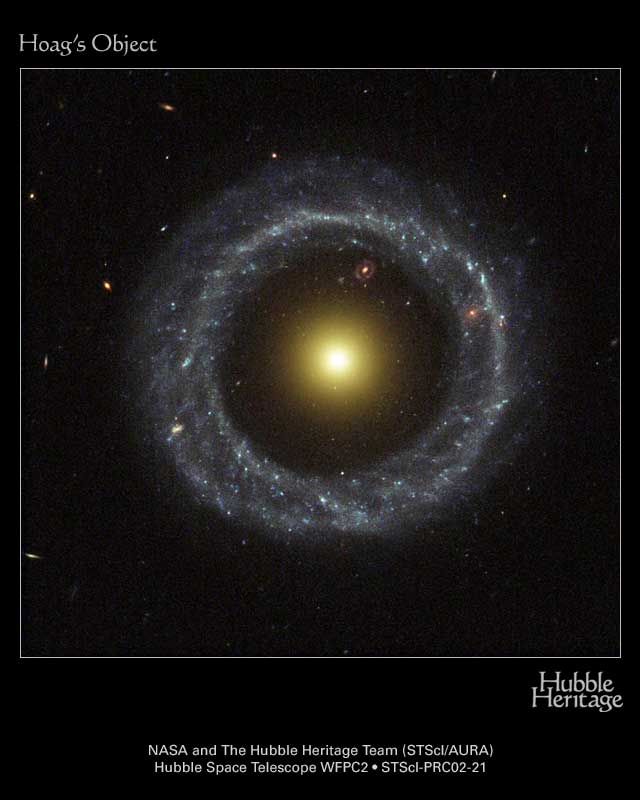 Hoag's Object
Hubble
Heritage
NASA and The Hubble Heritage Team (STScI/AURA)
Hubble Space Telescope WFPC2 • STScI-PRC02-21